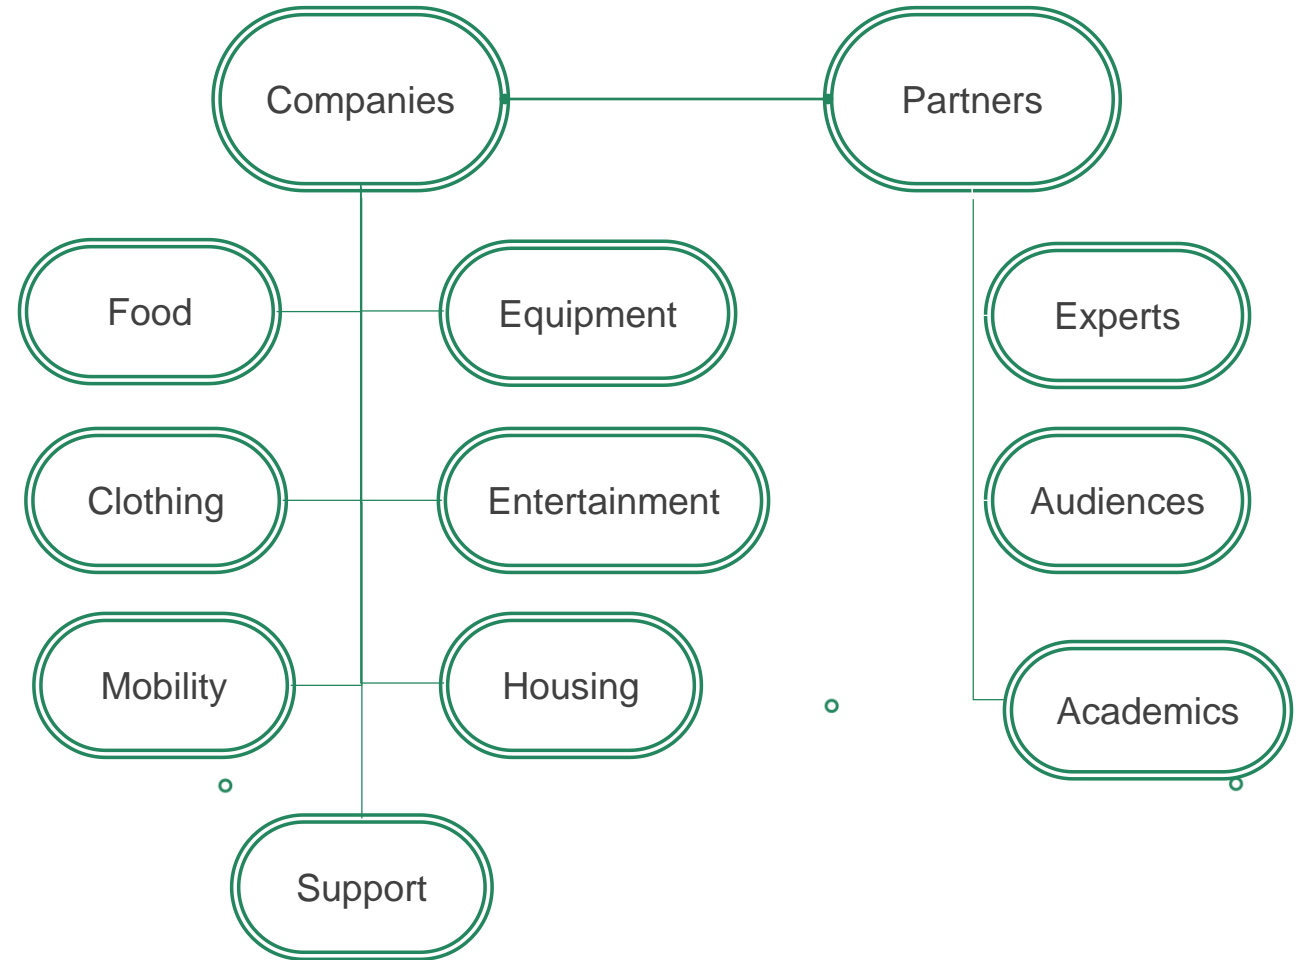 Companies
Partners
Food
Equipment
Experts
Clothing
Entertainment
Audiences
Mobility
Housing
Academics
Support